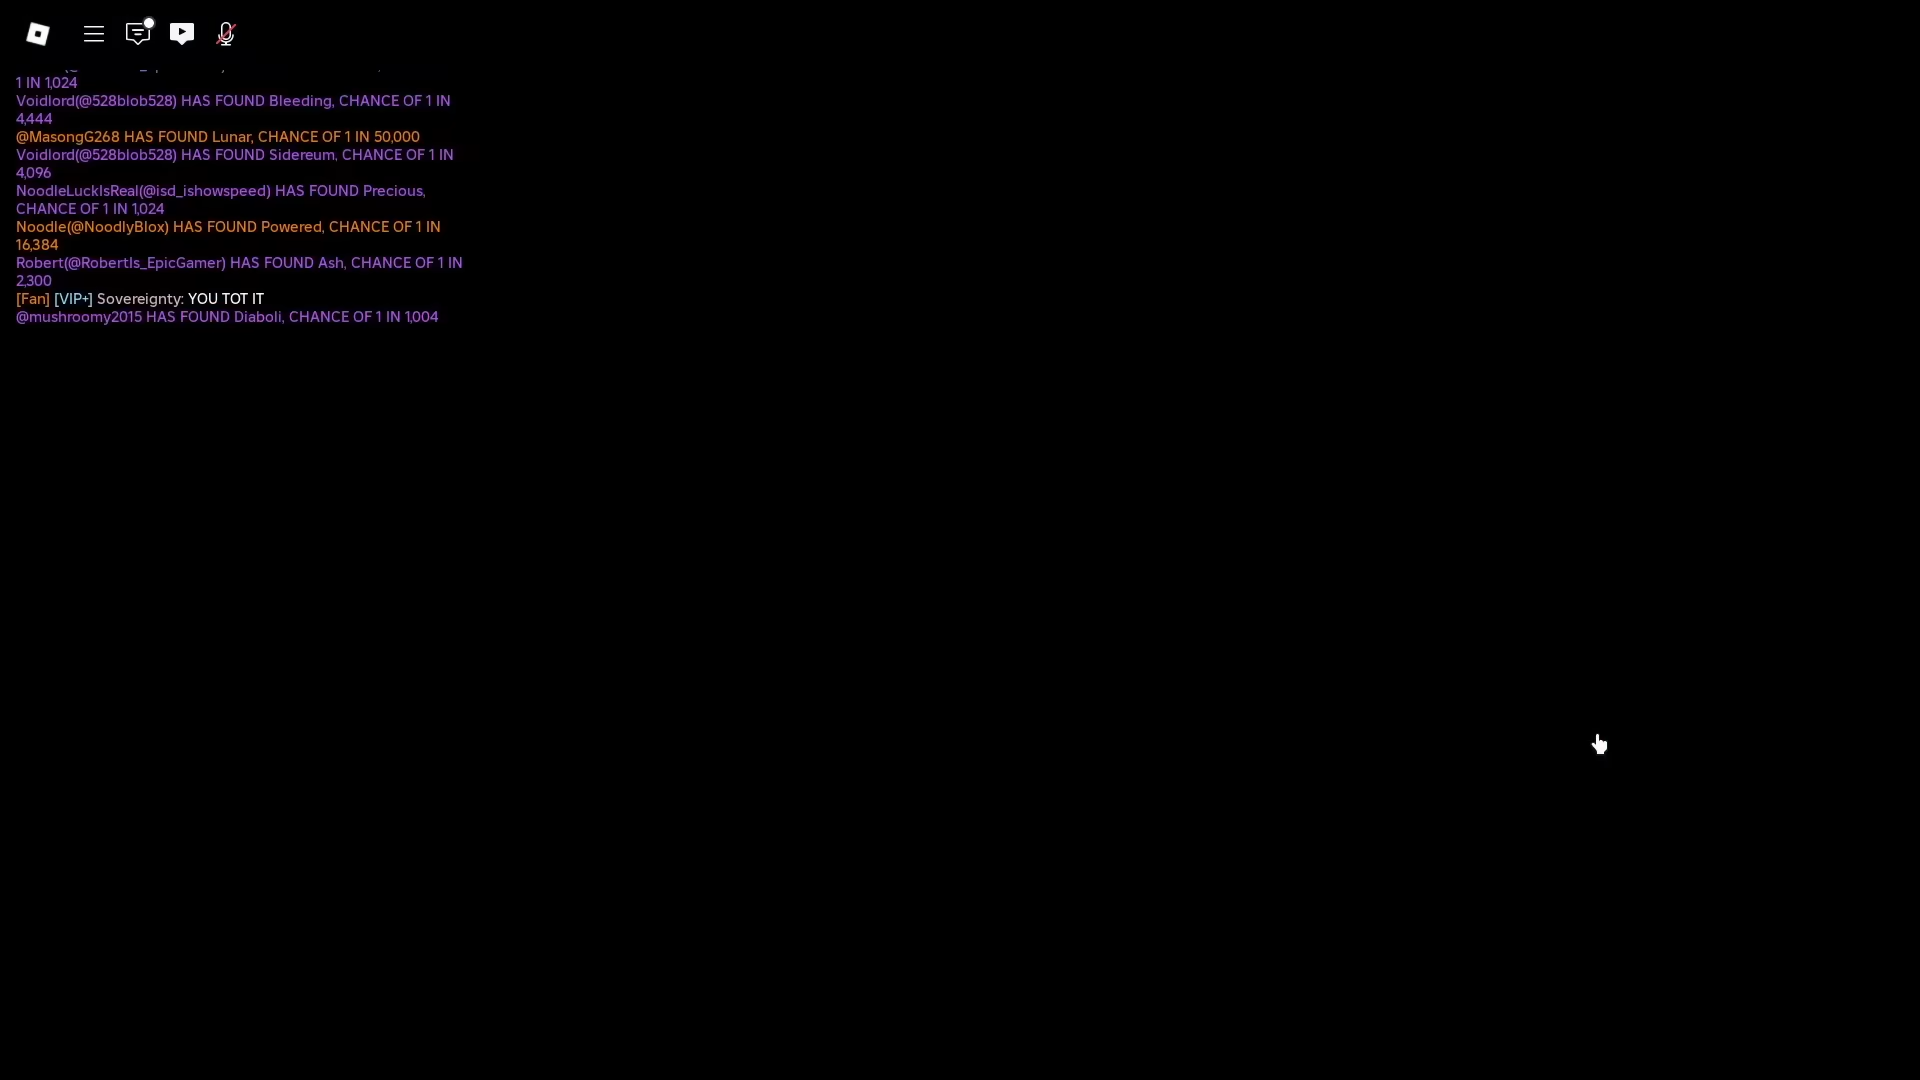 1 IN 1,024
Voidlord(@528blob528) HAS FOUND Bleeding, CHANCE OF 1 IN
4,444
@MasongG268 HAS FOUND Lunar, CHANCE OF 1 IN 50,000
Voidlord(@528blob528) HAS FOUND Sidereum, CHANCE OF 1 IN
4,096
NoodleLuckIsReal(@isd_ishowspeed) HAS FOUND Precious,
CHANCE OF 1 IN 1,024
Noodle(@NoodlyBlox) HAS FOUND Powered, CHANCE OF 1 IN
16,384
Robert(@RobertIs_EpicGamer) HAS FOUND Ash, CHANCE OF 1 IN
2,300
[Fan] [VIP+] Sovereignty: YOU TOT IT
@mushroomy2015 HAS FOUND Diaboli, CHANCE OF 1 IN 1,004